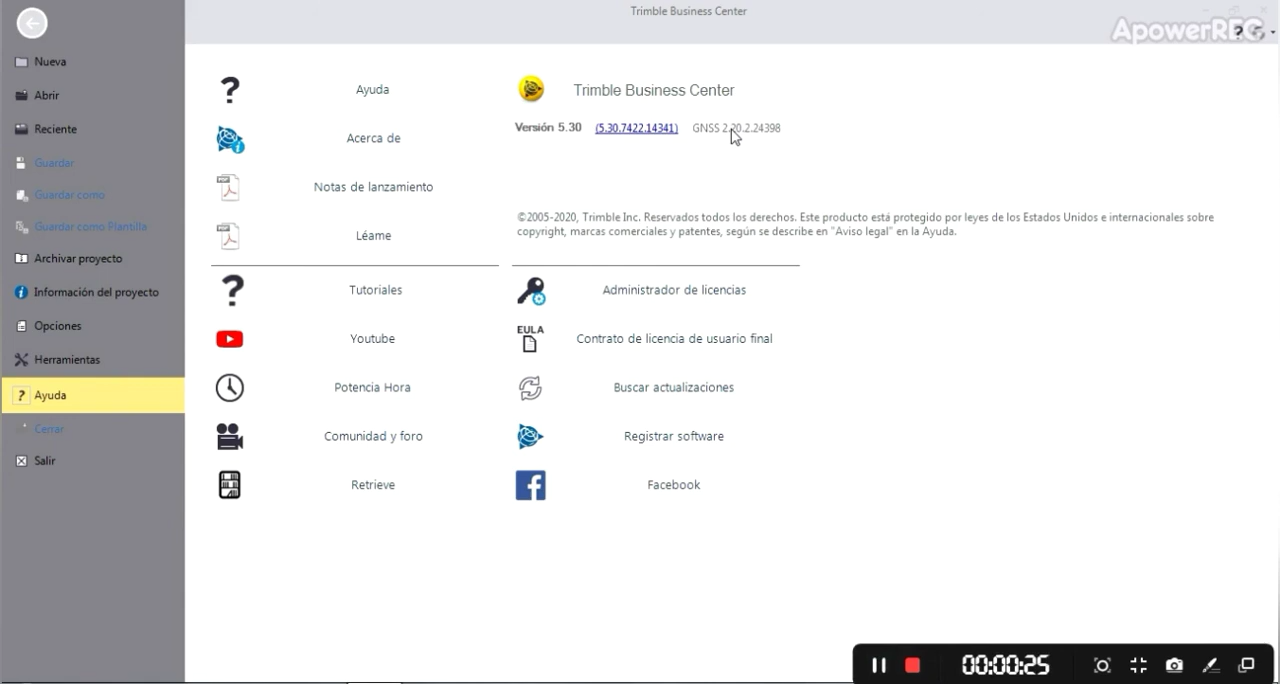 Trimble Business Center
ApowerREC
Nueva
Abrir
Reciente
Guardar
Guardar como
Guardar como Plantilla
Archivar proyecto
Información del proyecto
Opciones
Herramientas
Ayuda
Cerrar
Salir
Ayuda
Acerca de
Notas de lanzamiento
Léame
Tutoriales
Youtube
Potencia Hora
Comunidad y foro
Retrieve
Trimble Business Center
Versión 5.30 (5.30.7422.14341) GNSS 2.20.2.24398
©2005-2020, Trimble Inc. Reservados todos los derechos. Este producto está protegido por leyes de los Estados Unidos e internacionales sobre
copyright, marcas comerciales y patentes, según se describe en "Aviso legal" en la Ayuda.
Administrador de licencias
EULA
Contrato de licencia de usuario final
Buscar actualizaciones
Registrar software
Facebook
00:00:25